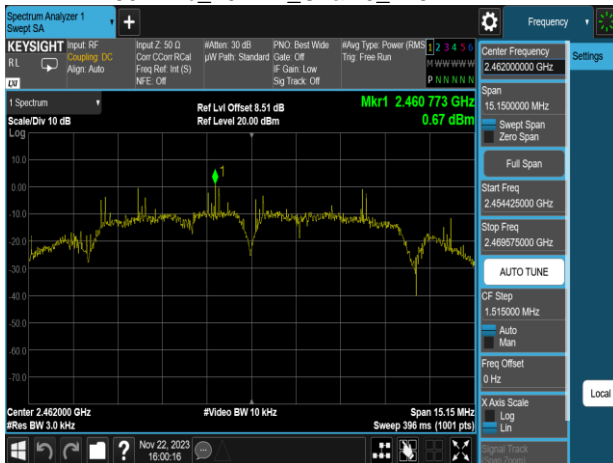 Spectrum Analyzer 1
Swept SA
Frequency
KEYSIGHT
RL
Input: RF
Coupling: DC
Align: Auto
Input Z: 50 Ω
Corr CCorr RCal
Freq Ref: Int (S)
NFE: Off
#Atten: 30 dB
µW Path: Standard
PNO: Best Wide
Gate: Off
IF Gain: Low
Sig Track: Off
#Avg Type: Power (RMS
Trig: Free Run
1 2 3 4 5 6
M W W W W W
P N N N N N
LXI
1 Spectrum
Scale/Div 10 dB
Ref Lvl Offset 8.51 dB
Ref Level 20.00 dBm
Mkr1 2.460 773 GHz
0.67 dBm
Log
10.0
0.00
-10.0
-20.0
-30.0
-40.0
-50.0
-60.0
-70.0
1
Center 2.462000 GHz
#Res BW 3.0 kHz
#Video BW 10 kHz
Span 15.15 MHz
Sweep 396 ms (1001 pts)
Nov 22, 2023
16:00:16
Center Frequency
2.462000000 GHz
Span
15.1500000 MHz
Swept Span
Zero Span
Full Span
Start Freq
2.454425000 GHz
Stop Freq
2.469575000 GHz
AUTO TUNE
CF Step
1.515000 MHz
Auto
Man
Freq Offset
0 Hz
X Axis Scale
Log
Lin
Signal Track
(Span Zoom)
Settings
Local